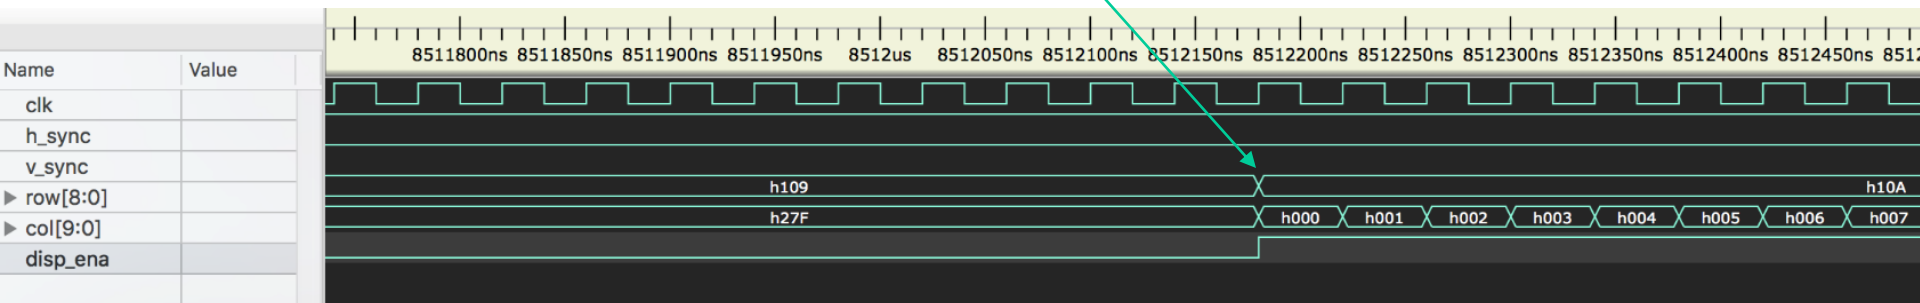 8511800ns 8511850ns 8511900ns 8511950ns 8512us 8512050ns 8512100ns 8512150ns 8512200ns 8512250ns 8512300ns 8512350ns 8512400ns 8512450ns
Name Value
clk
h_sync
v_sync
row[8:0] h109 h10A
col[9:0] h27F h000 h001 h002 h003 h004 h005 h006 h007
disp_ena